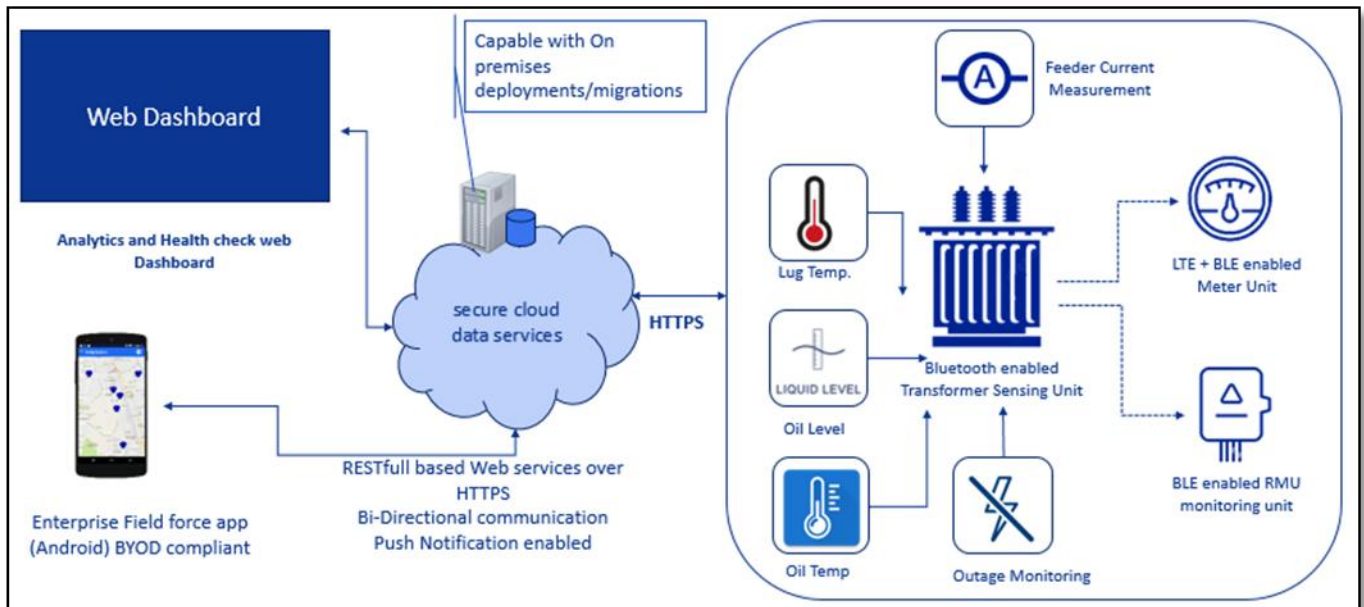 Web Dashboard
Analytics and Health check web
Dashboard
Capable with On
premises
deployments/migrations
secure cloud
data services
HTTPS
Enterprise Field force app
(Android) BYOD compliant
RESTfull based Web services over
HTTPS
Bi-Directional communication
Push Notification enabled
A
Feeder Current
Measurement
Lug Temp.
LIQUID LEVEL
Oil Level
Oil Temp
Bluetooth enabled
Transformer Sensing Unit
Outage Monitoring
LTE + BLE enabled
Meter Unit
BLE enabled RMU
monitoring unit